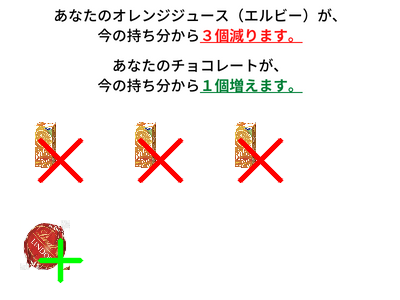 あなたのオレンジジュース（エルビー）が、
今の持ち分から３個減ります。
あなたのチョコレートが、
今の持ち分から１個増えます。
LINDT